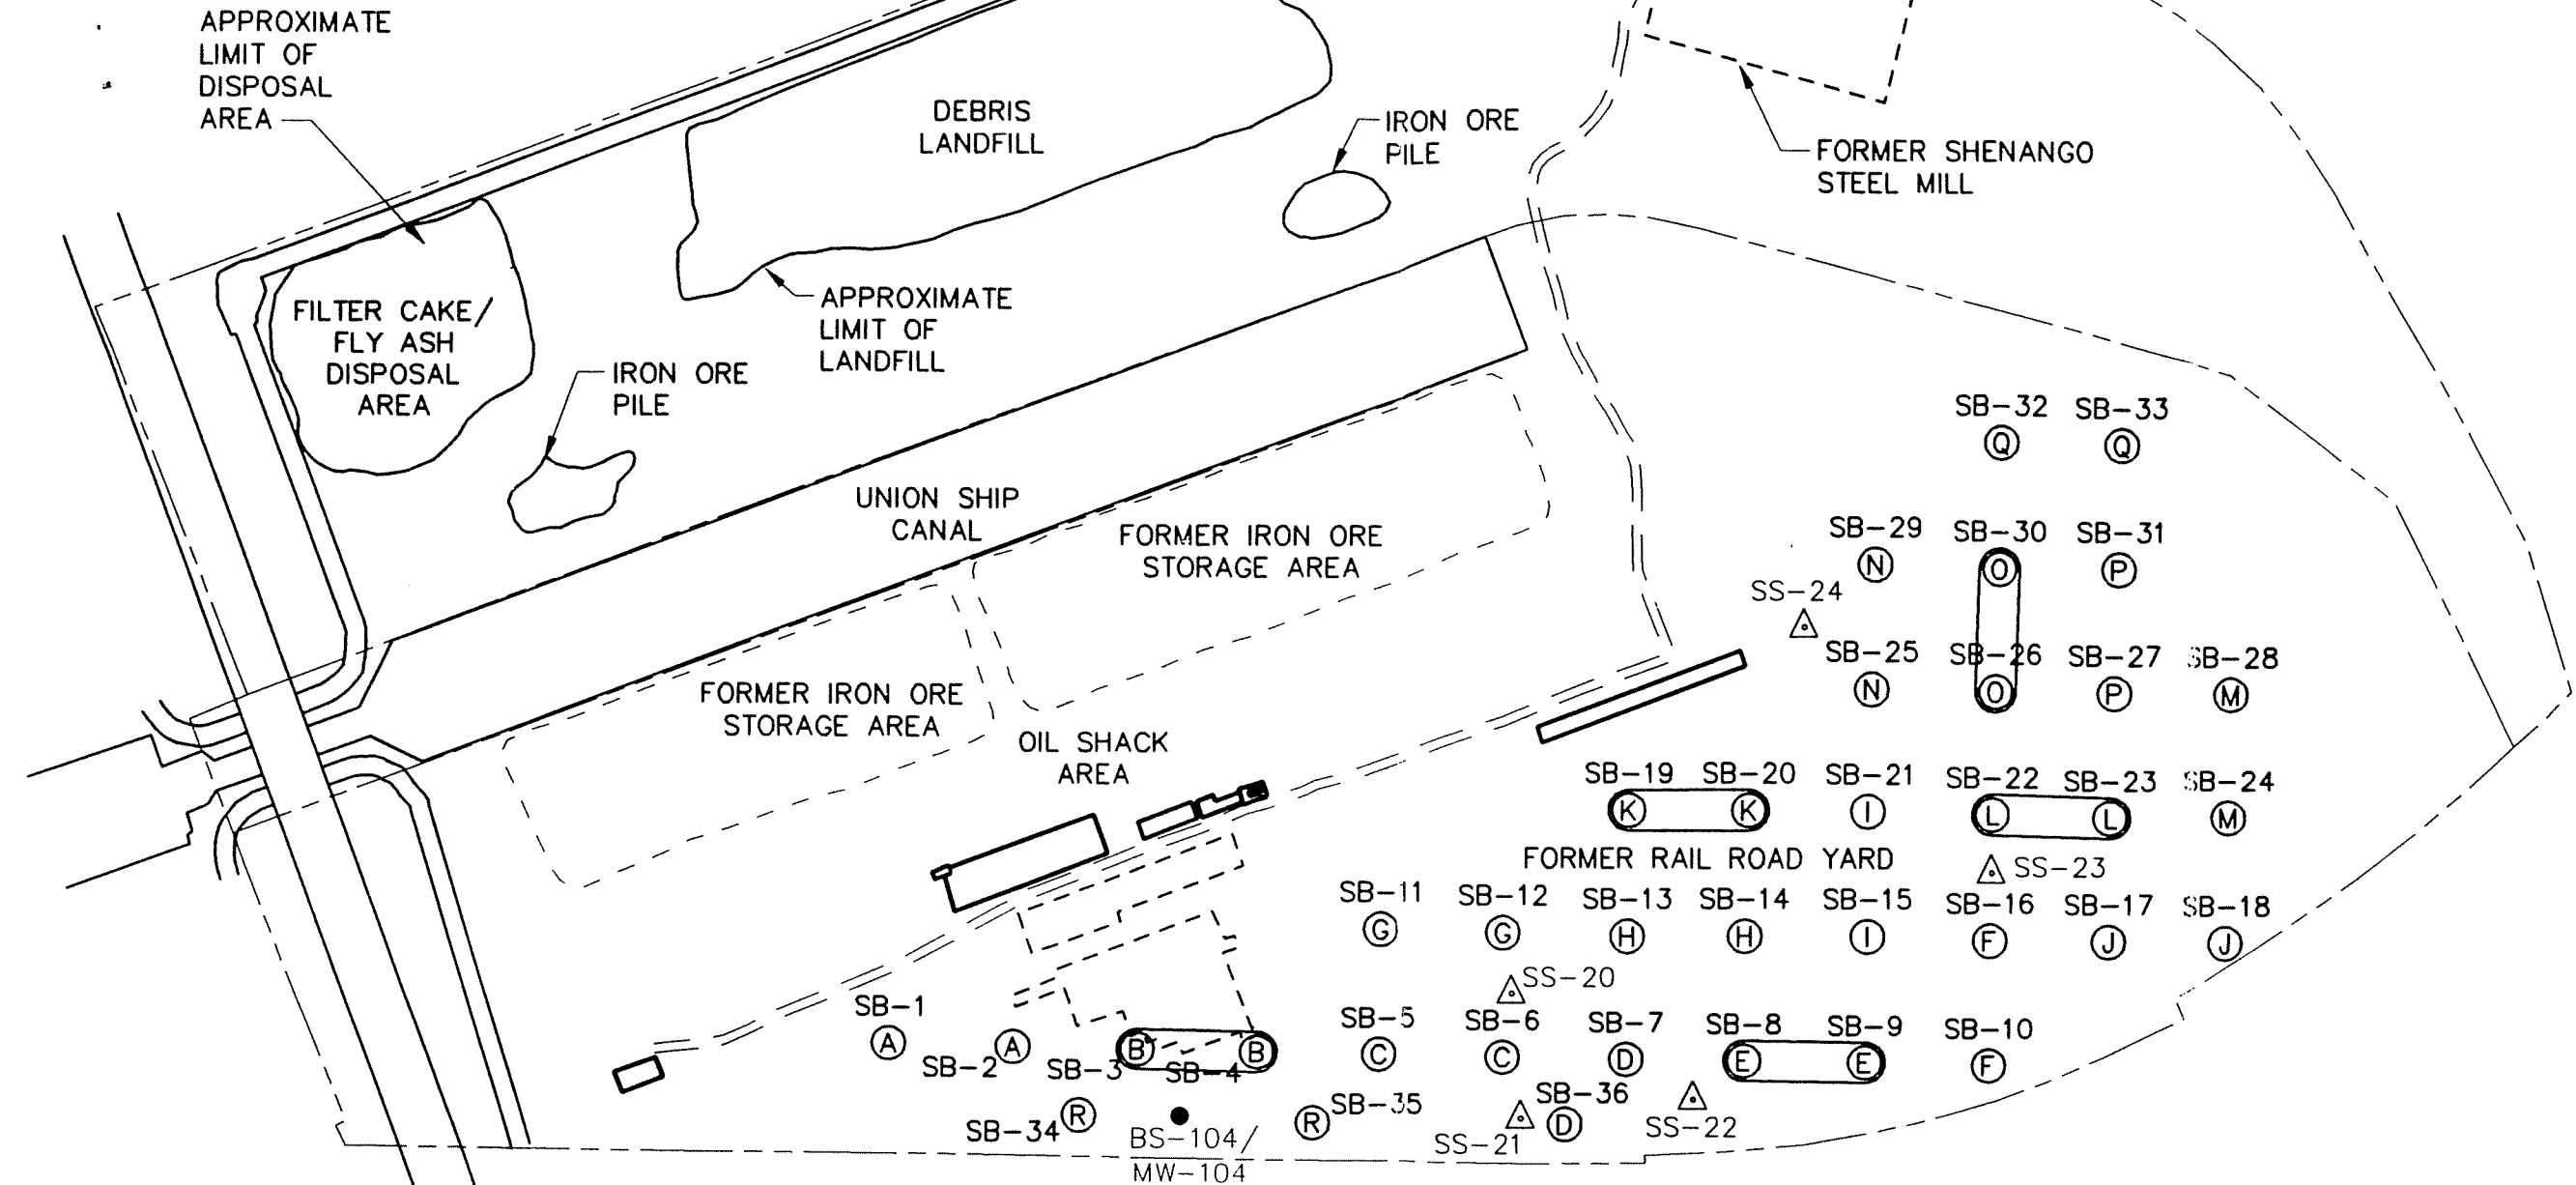 APPROXIMATE
LIMIT OF
DISPOSAL
AREA
DEBRIS
LANDFILL
IRON ORE
PILE
FORMER SHENANGO
STEEL MILL
FILTER CAKE/
FLY ASH
DISPOSAL
AREA
APPROXIMATE
LIMIT OF
LANDFILL
IRON ORE
PILE
UNION SHIP
CANAL
FORMER IRON ORE
STORAGE AREA
FORMER IRON ORE
STORAGE AREA
OIL SHACK
AREA
SB-32 SB-33
Q Q
SB-29 SB-30 SB-31
N O P
SS-24
SB-25 SB-26 SB-27 SB-28
N O P M
SB-19 SB-20 SB-21 SB-22 SB-23 SB-24
K K I L L M
FORMER RAIL ROAD YARD
SS-23
SB-11 SB-12 SB-13 SB-14 SB-15 SB-16 SB-17 SB-18
G G H H I F J J
SS-20
SB-1
SB-5 SB-6 SB-7 SB-8 SB-9 SB-10
A A B B C C D E E F
SB-2 SB-3 SB-4
SB-34 R
BS-104/
MW-104
R SB-35
SS-21
SB-36
D
SS-22